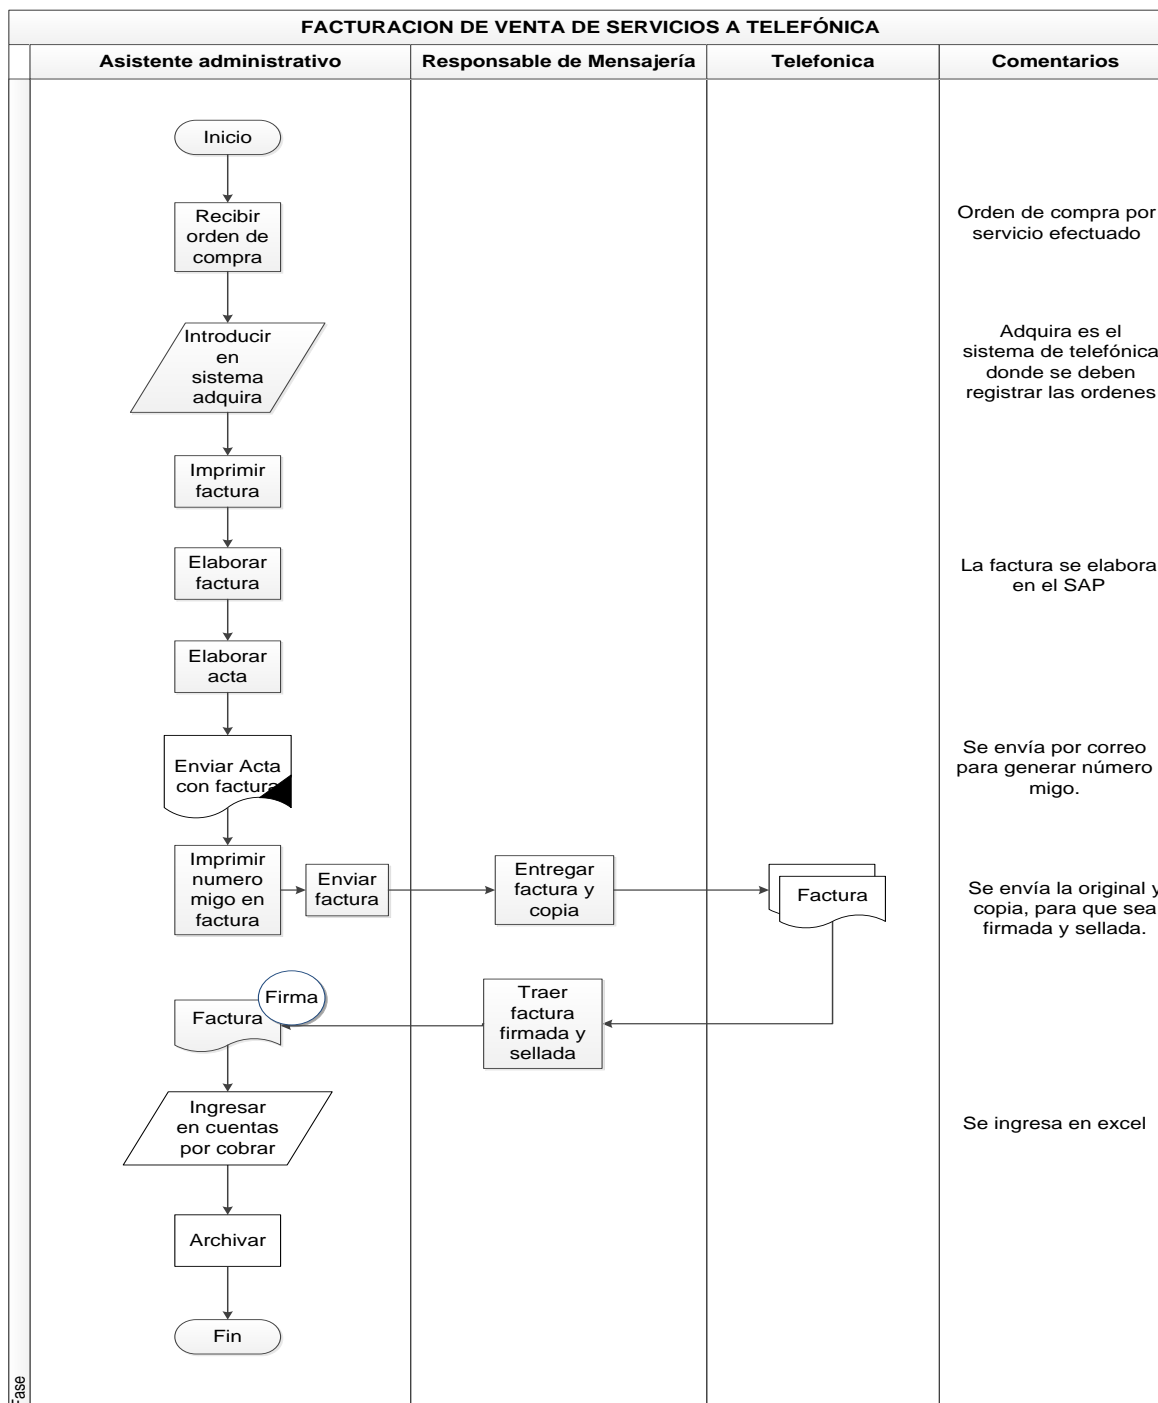 FACTURACION DE VENTA DE SERVICIOS A TELEFÓNICA
Asistente administrativo
Responsable de Mensajería
Telefonica
Comentarios
Inicio
Recibir
orden de
compra
Orden de compra por
servicio efectuado
Introducir
en
sistema
adquira
Adquira es el
sistema de telefónica
donde se deben
registrar las ordenes
Imprimir
factura
Elaborar
factura
La factura se elabora
en el SAP
Elaborar
acta
Enviar Acta
con factura
Se envía por correo
para generar número
migo.
Imprimir
numero
migo en
factura
Enviar
factura
Entregar
factura y
copia
Factura
Se envía la original y
copia, para que sea
firmada y sellada.
Traer
factura
firmada y
sellada
Firma
Factura
Ingresar
en cuentas
por cobrar
Se ingresa en excel
Archivar
Fin
Fase